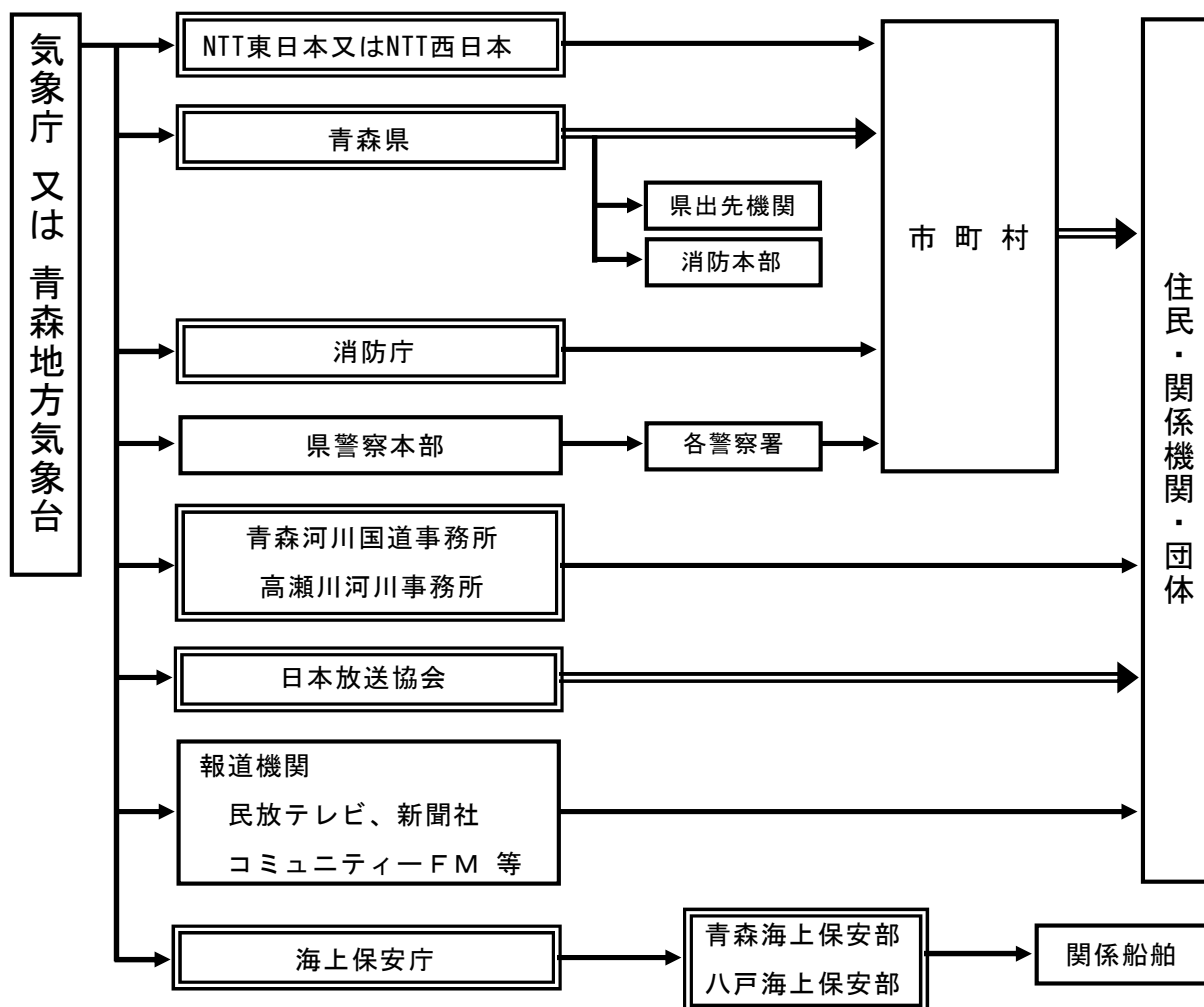 気象庁 又は 青森地方気象台
NTT東日本又はNTT西日本
青森県
県出先機関
消防本部
消防庁
県警察本部
各警察署
市町村
青森河川国道事務所
高瀬川河川事務所
日本放送協会
報道機関
民放テレビ、新聞社
コミュニティーＦＭ 等
住民・関係機関・団体
海上保安庁
青森海上保安部
八戸海上保安部
関係船舶